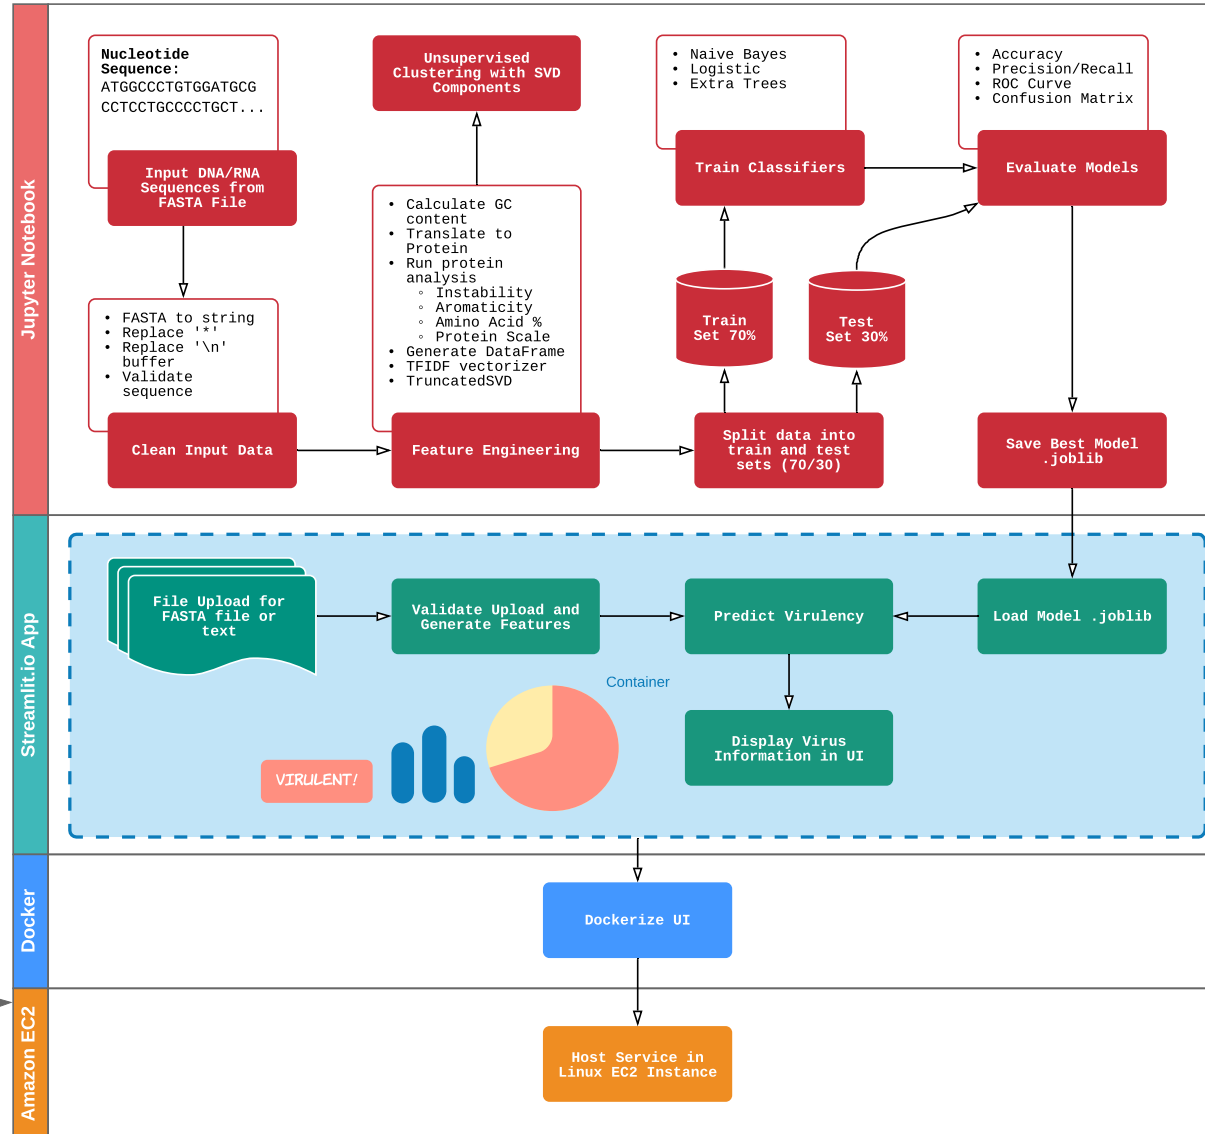 Jupyter Notebook
Nucleotide
Sequence:
ATGGCCCTGTGGATGCG
CCTCCTGCCCCTGCT...
Input DNA/RNA
Sequences from
FASTA File
• FASTA to string
• Replace '*'
• Replace '\n'
buffer
• Validate
sequence
Clean Input Data
Unsupervised
Clustering with SVD
Components
• Calculate GC
content
• Translate to
Protein
• Run protein
analysis
◦ Instability
◦ Aromaticity
◦ Amino Acid %
◦ Protein Scale
• Generate DataFrame
• TFIDF vectorizer
• TruncatedSVD
Feature Engineering
• Naive Bayes
• Logistic
• Extra Trees
Train Classifiers
Train
Set 70%
Test
Set 30%
Split data into
train and test
sets (70/30)
• Accuracy
• Precision/Recall
• ROC Curve
• Confusion Matrix
Evaluate Models
Save Best Model
.joblib
Streamlit.io App
File Upload for
FASTA file or
text
Validate Upload and
Generate Features
Predict Virulency
Load Model .joblib
Container
Display Virus
Information in UI
VIRULENT!
Docker
Dockerize UI
Amazon EC2
Host Service in
Linux EC2 Instance